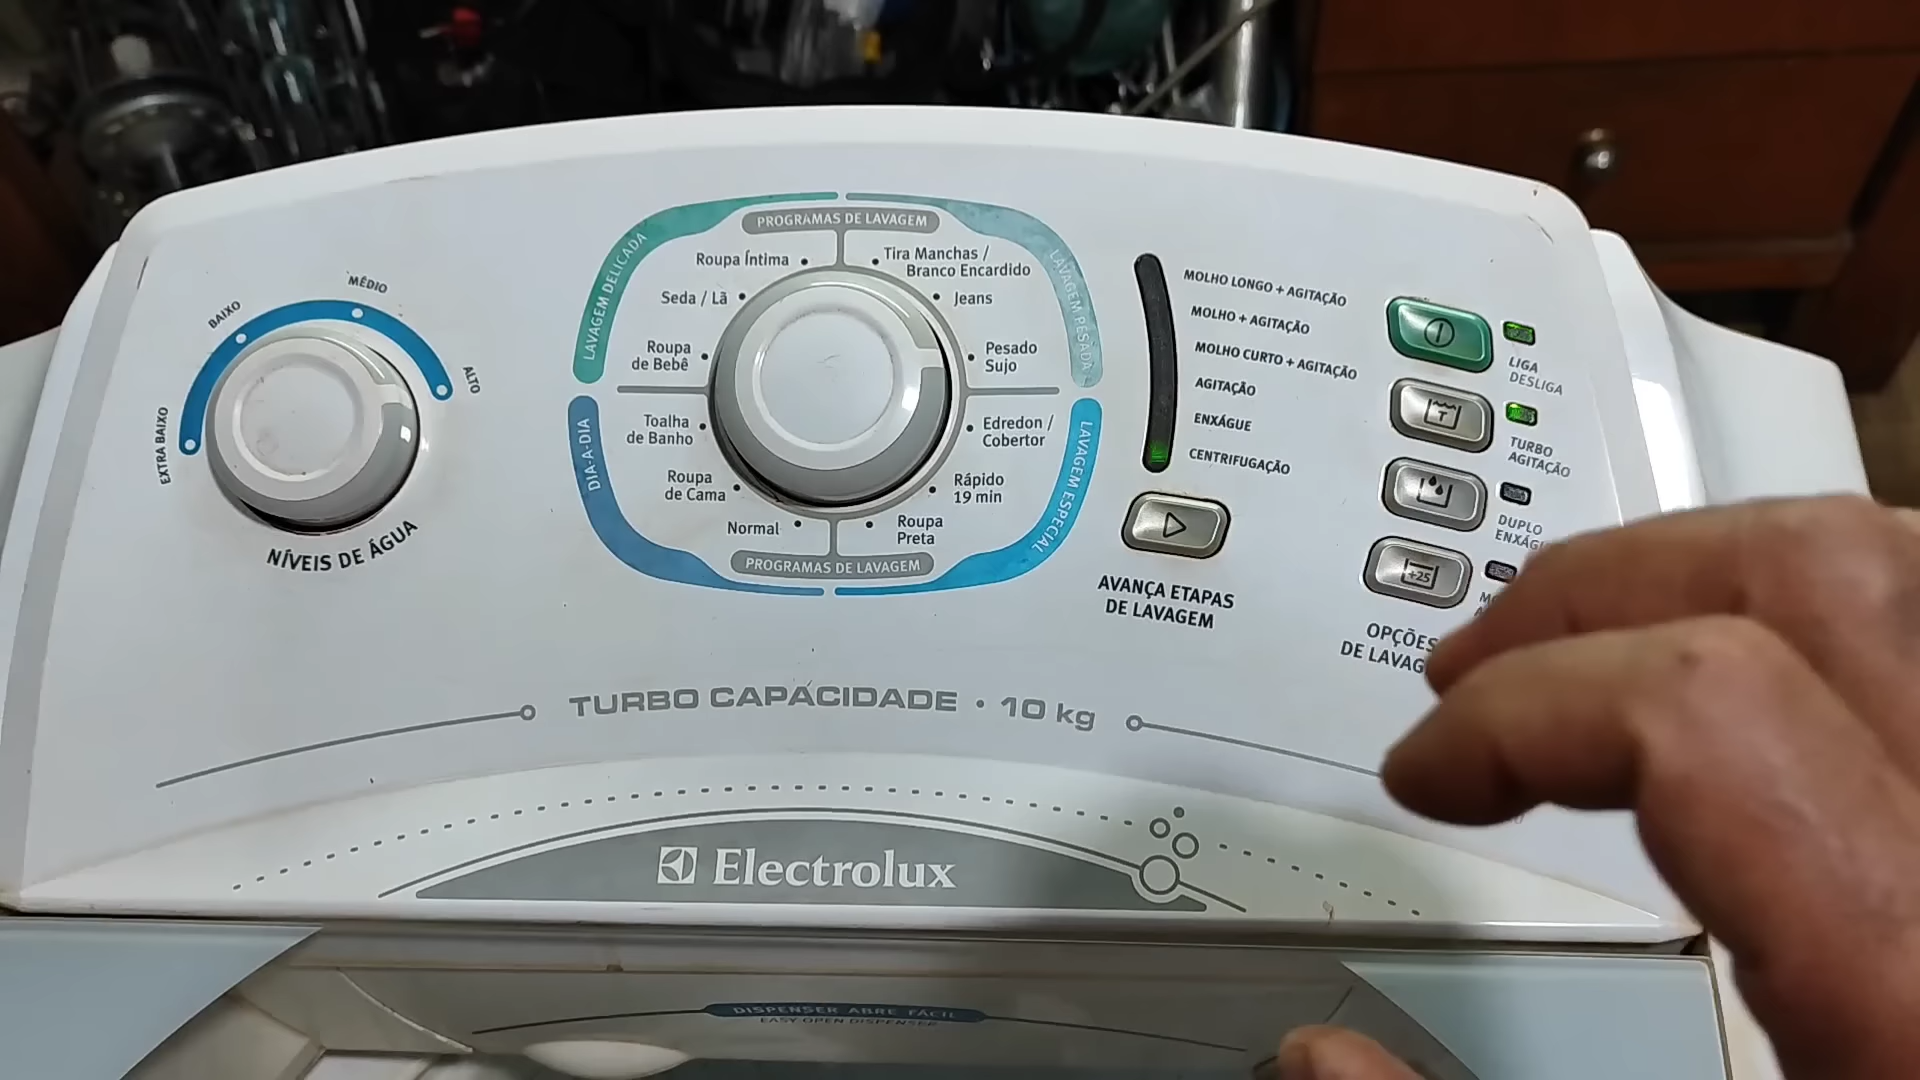 EXTRA BAIXO
BAIXO
MÉDIO
ALTO
NÍVEIS DE ÁGUA
PROGRAMAS DE LAVAGEM
LAVAGEM DELICADA
Roupa Íntima
Seda / Lã
Roupa
de Bebê
DIA-A-DIA
Toalha
de Banho
Roupa
de Cama
Normal
LAVAGEM PESADA
Tira Manchas /
Branco Encardido
Jeans
Pesado
Sujo
LAVAGEM ESPECIAL
Edredon /
Cobertor
Rápido
19 min
Roupa
Preta
PROGRAMAS DE LAVAGEM
MOLHO LONGO + AGITAÇÃO
MOLHO + AGITAÇÃO
MOLHO CURTO + AGITAÇÃO
AGITAÇÃO
ENXÁGUE
CENTRIFUGAÇÃO
AVANÇA ETAPAS
DE LAVAGEM
LIGA
DESLIGA
T
TURBO
AGITAÇÃO
DUPLO
+25
OPÇÕES
DE
TURBO CAPACIDADE • 10 kg
Electrolux
DISPENSER ABRE FÁCIL
EASY OPEN DISPENSER